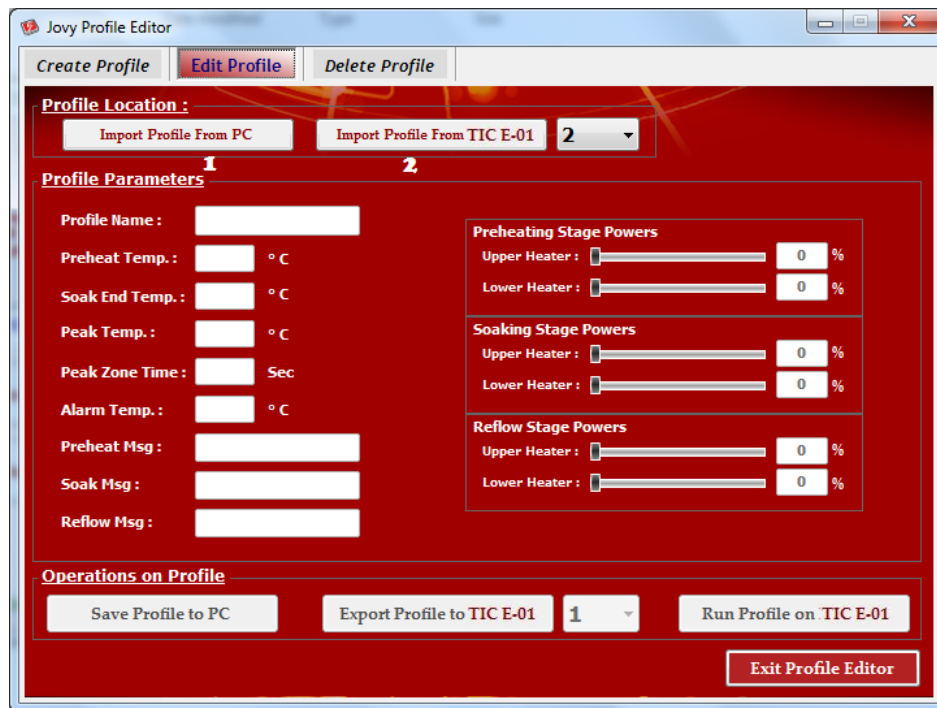 Jovy Profile Editor
Create Profile Edit Profile Delete Profile
Profile Location :
Import Profile From PC Import Profile From TIC E-01 2
1 2
Profile Parameters
Profile Name :
Preheat Temp. : ° C
Soak End Temp. : ° C
Peak Temp. : ° C
Peak Zone Time : Sec
Alarm Temp. : ° C
Preheat Msg :
Soak Msg :
Reflow Msg :
Preheating Stage Powers
Upper Heater : 0 %
Lower Heater : 0 %
Soaking Stage Powers
Upper Heater : 0 %
Lower Heater : 0 %
Reflow Stage Powers
Upper Heater : 0 %
Lower Heater : 0 %
Operations on Profile
Save Profile to PC Export Profile to TIC E-01 1 Run Profile on TIC E-01
Exit Profile Editor